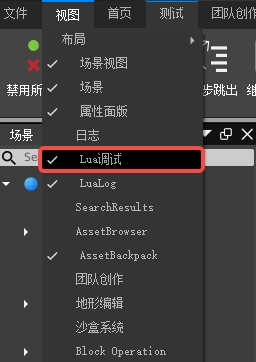 文件 视图 首页 测试 团队创作
布局
场景视图
禁用所
场景
步跳出
继
属性面版
日志
场景
Lua调试
Se
LuaLog
SearchResults
AssetBrowser
AssetBackpack
团队创作
地形编辑
沙盒系统
Block Operation